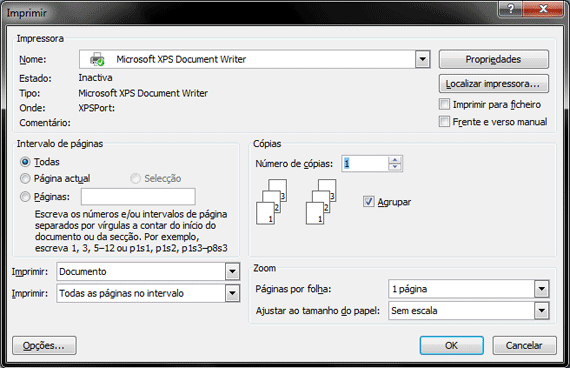 Imprimir
Impressora
Nome: Microsoft XPS Document Writer
Propriedades
Estado: Inactiva
Localizar impressora...
Tipo: Microsoft XPS Document Writer
Onde: XPSPort:
Imprimir para ficheiro
Comentário:
Frente e verso manual
Intervalo de páginas
Todas
Página actual
Selecção
Páginas:
Escreva os números e/ou intervalos de página
separados por vírgulas a contar do início do
documento ou da secção. Por exemplo,
escreva 1, 3, 5–12 ou p1s1, p1s2, p1s3–p8s3
Cópias
Número de cópias: 1
3 3
2 2
1 1
Agrupar
Imprimir: Documento
Imprimir: Todas as páginas no intervalo
Zoom
Páginas por folha: 1 página
Ajustar ao tamanho do papel: Sem escala
Opções...
OK
Cancelar